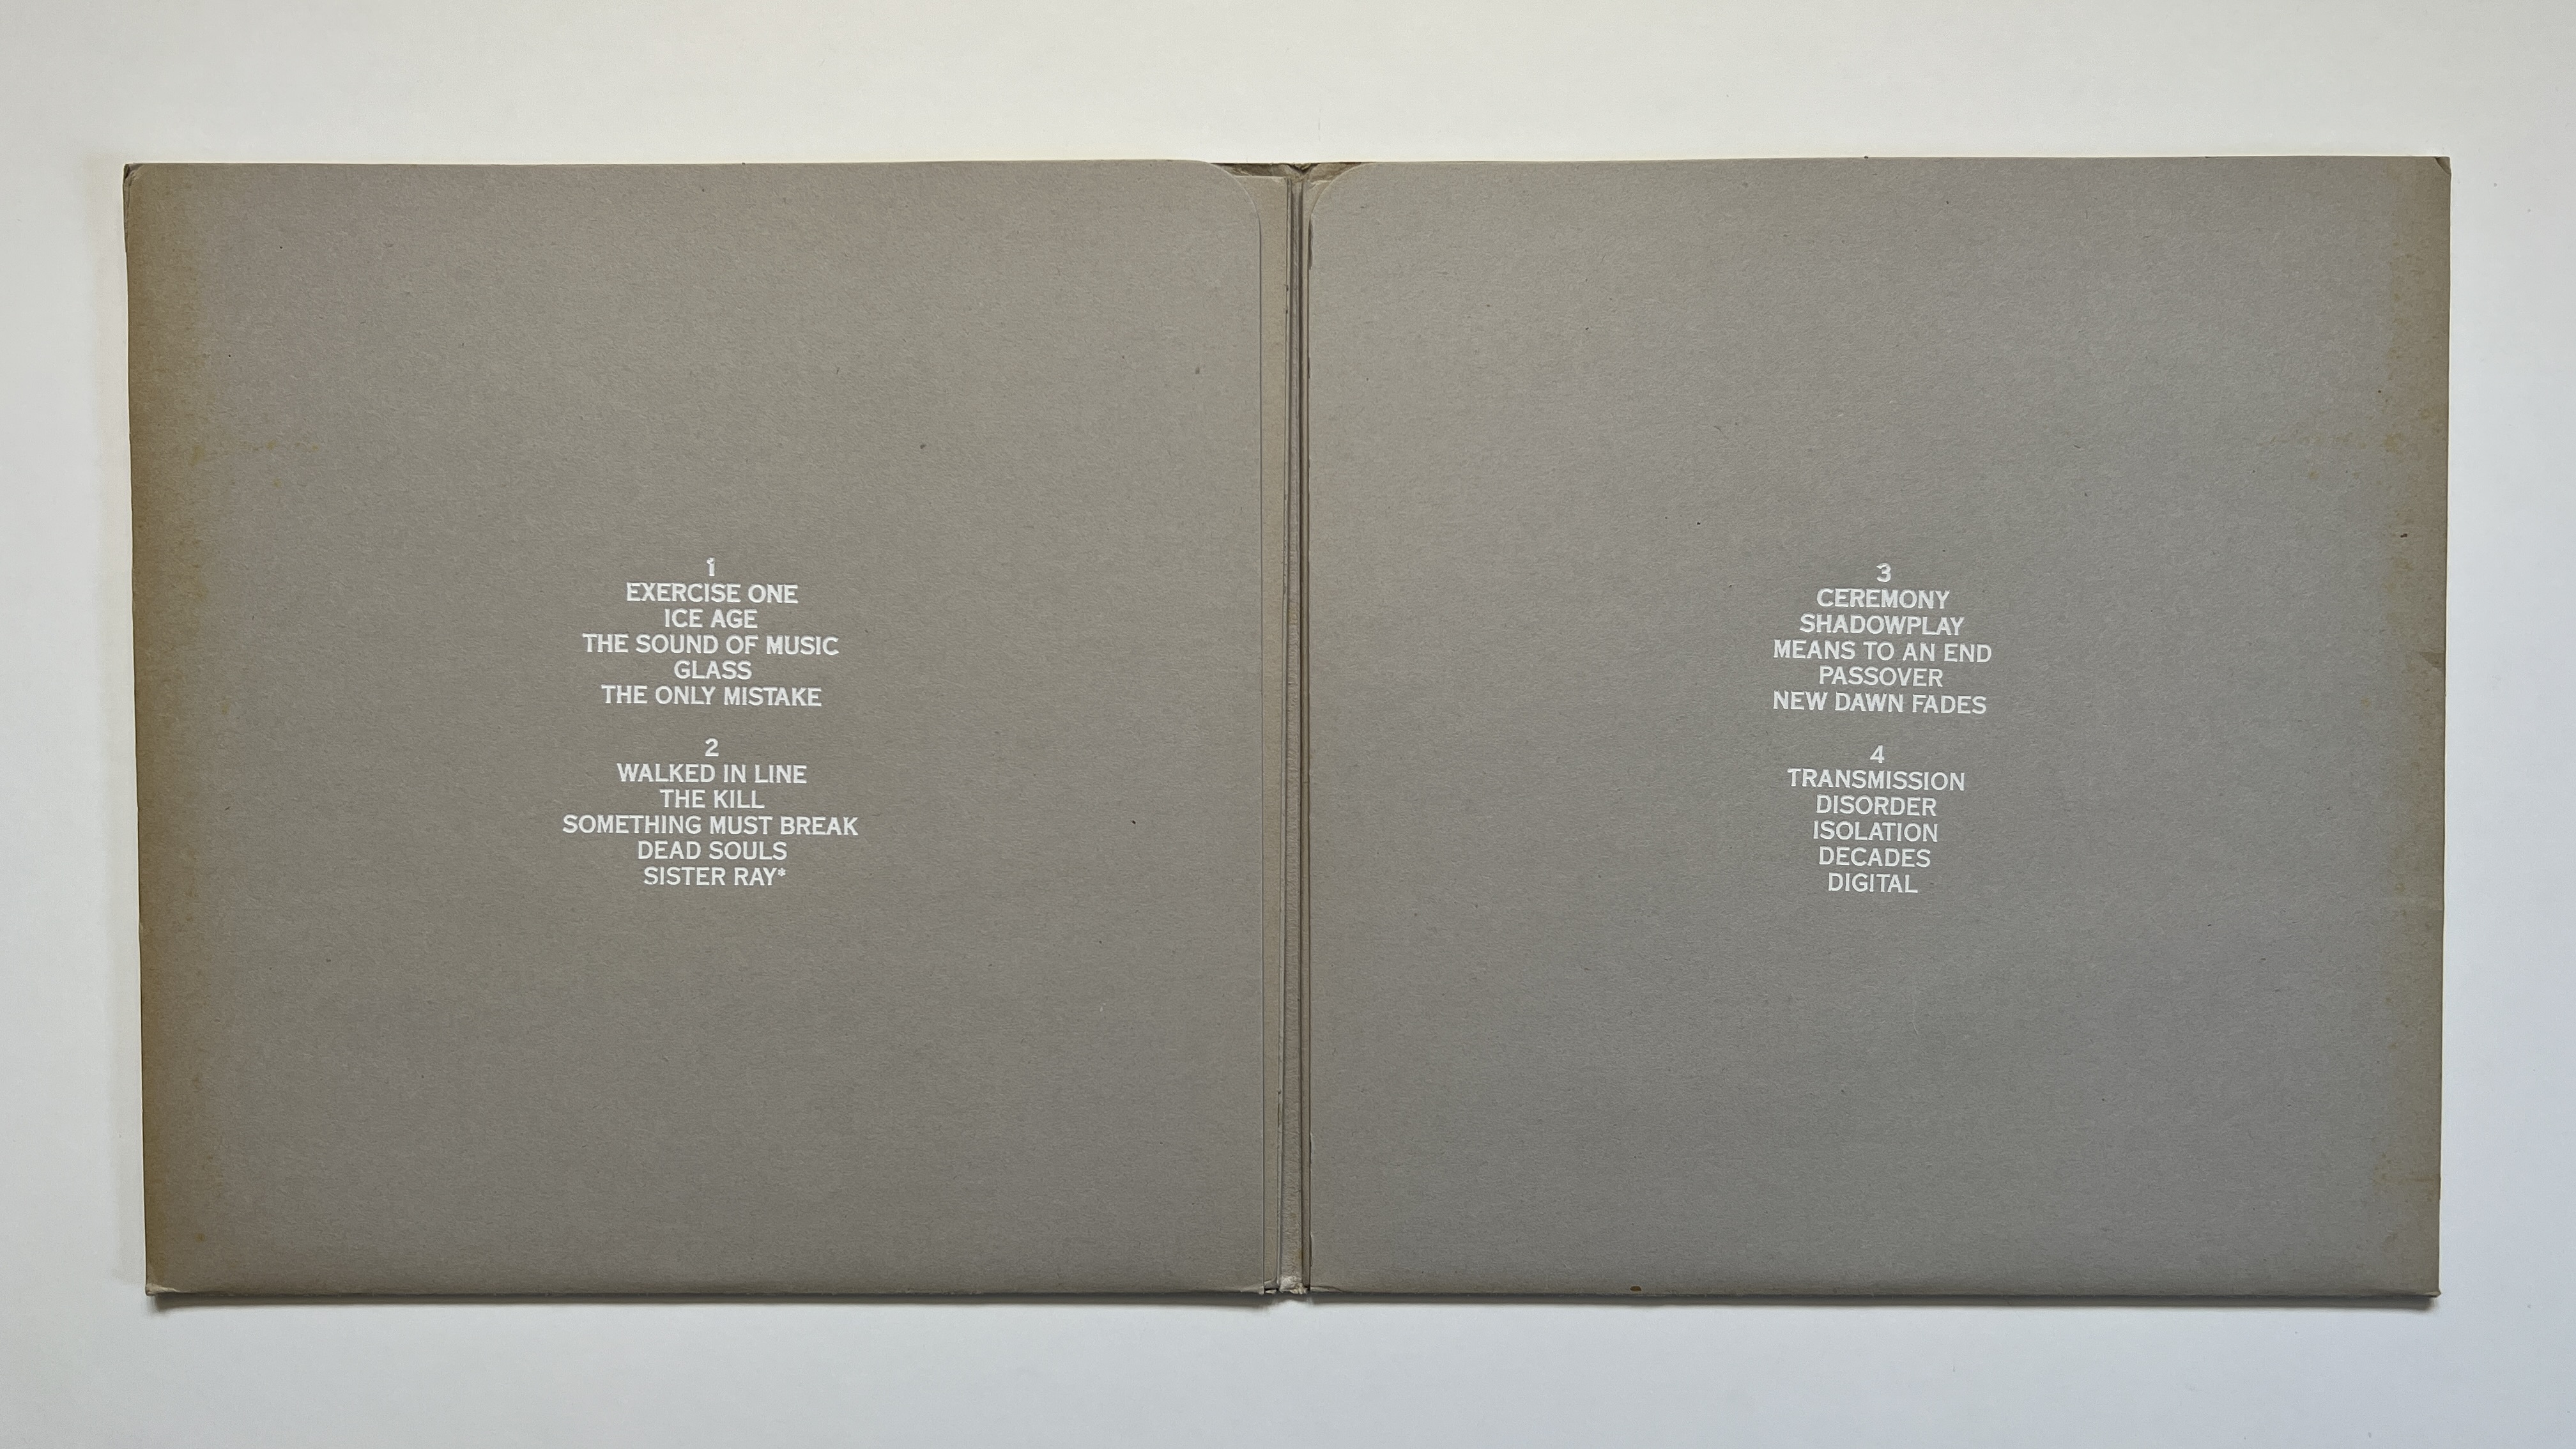 1
EXERCISE ONE
ICE AGE
THE SOUND OF MUSIC
GLASS
THE ONLY MISTAKE
2
WALKED IN LINE
THE KILL
SOMETHING MUST BREAK
DEAD SOULS
SISTER RAY*
3
CEREMONY
SHADOWPLAY
MEANS TO AN END
PASSOVER
NEW DAWN FADES
4
TRANSMISSION
DISORDER
ISOLATION
DECADES
DIGITAL